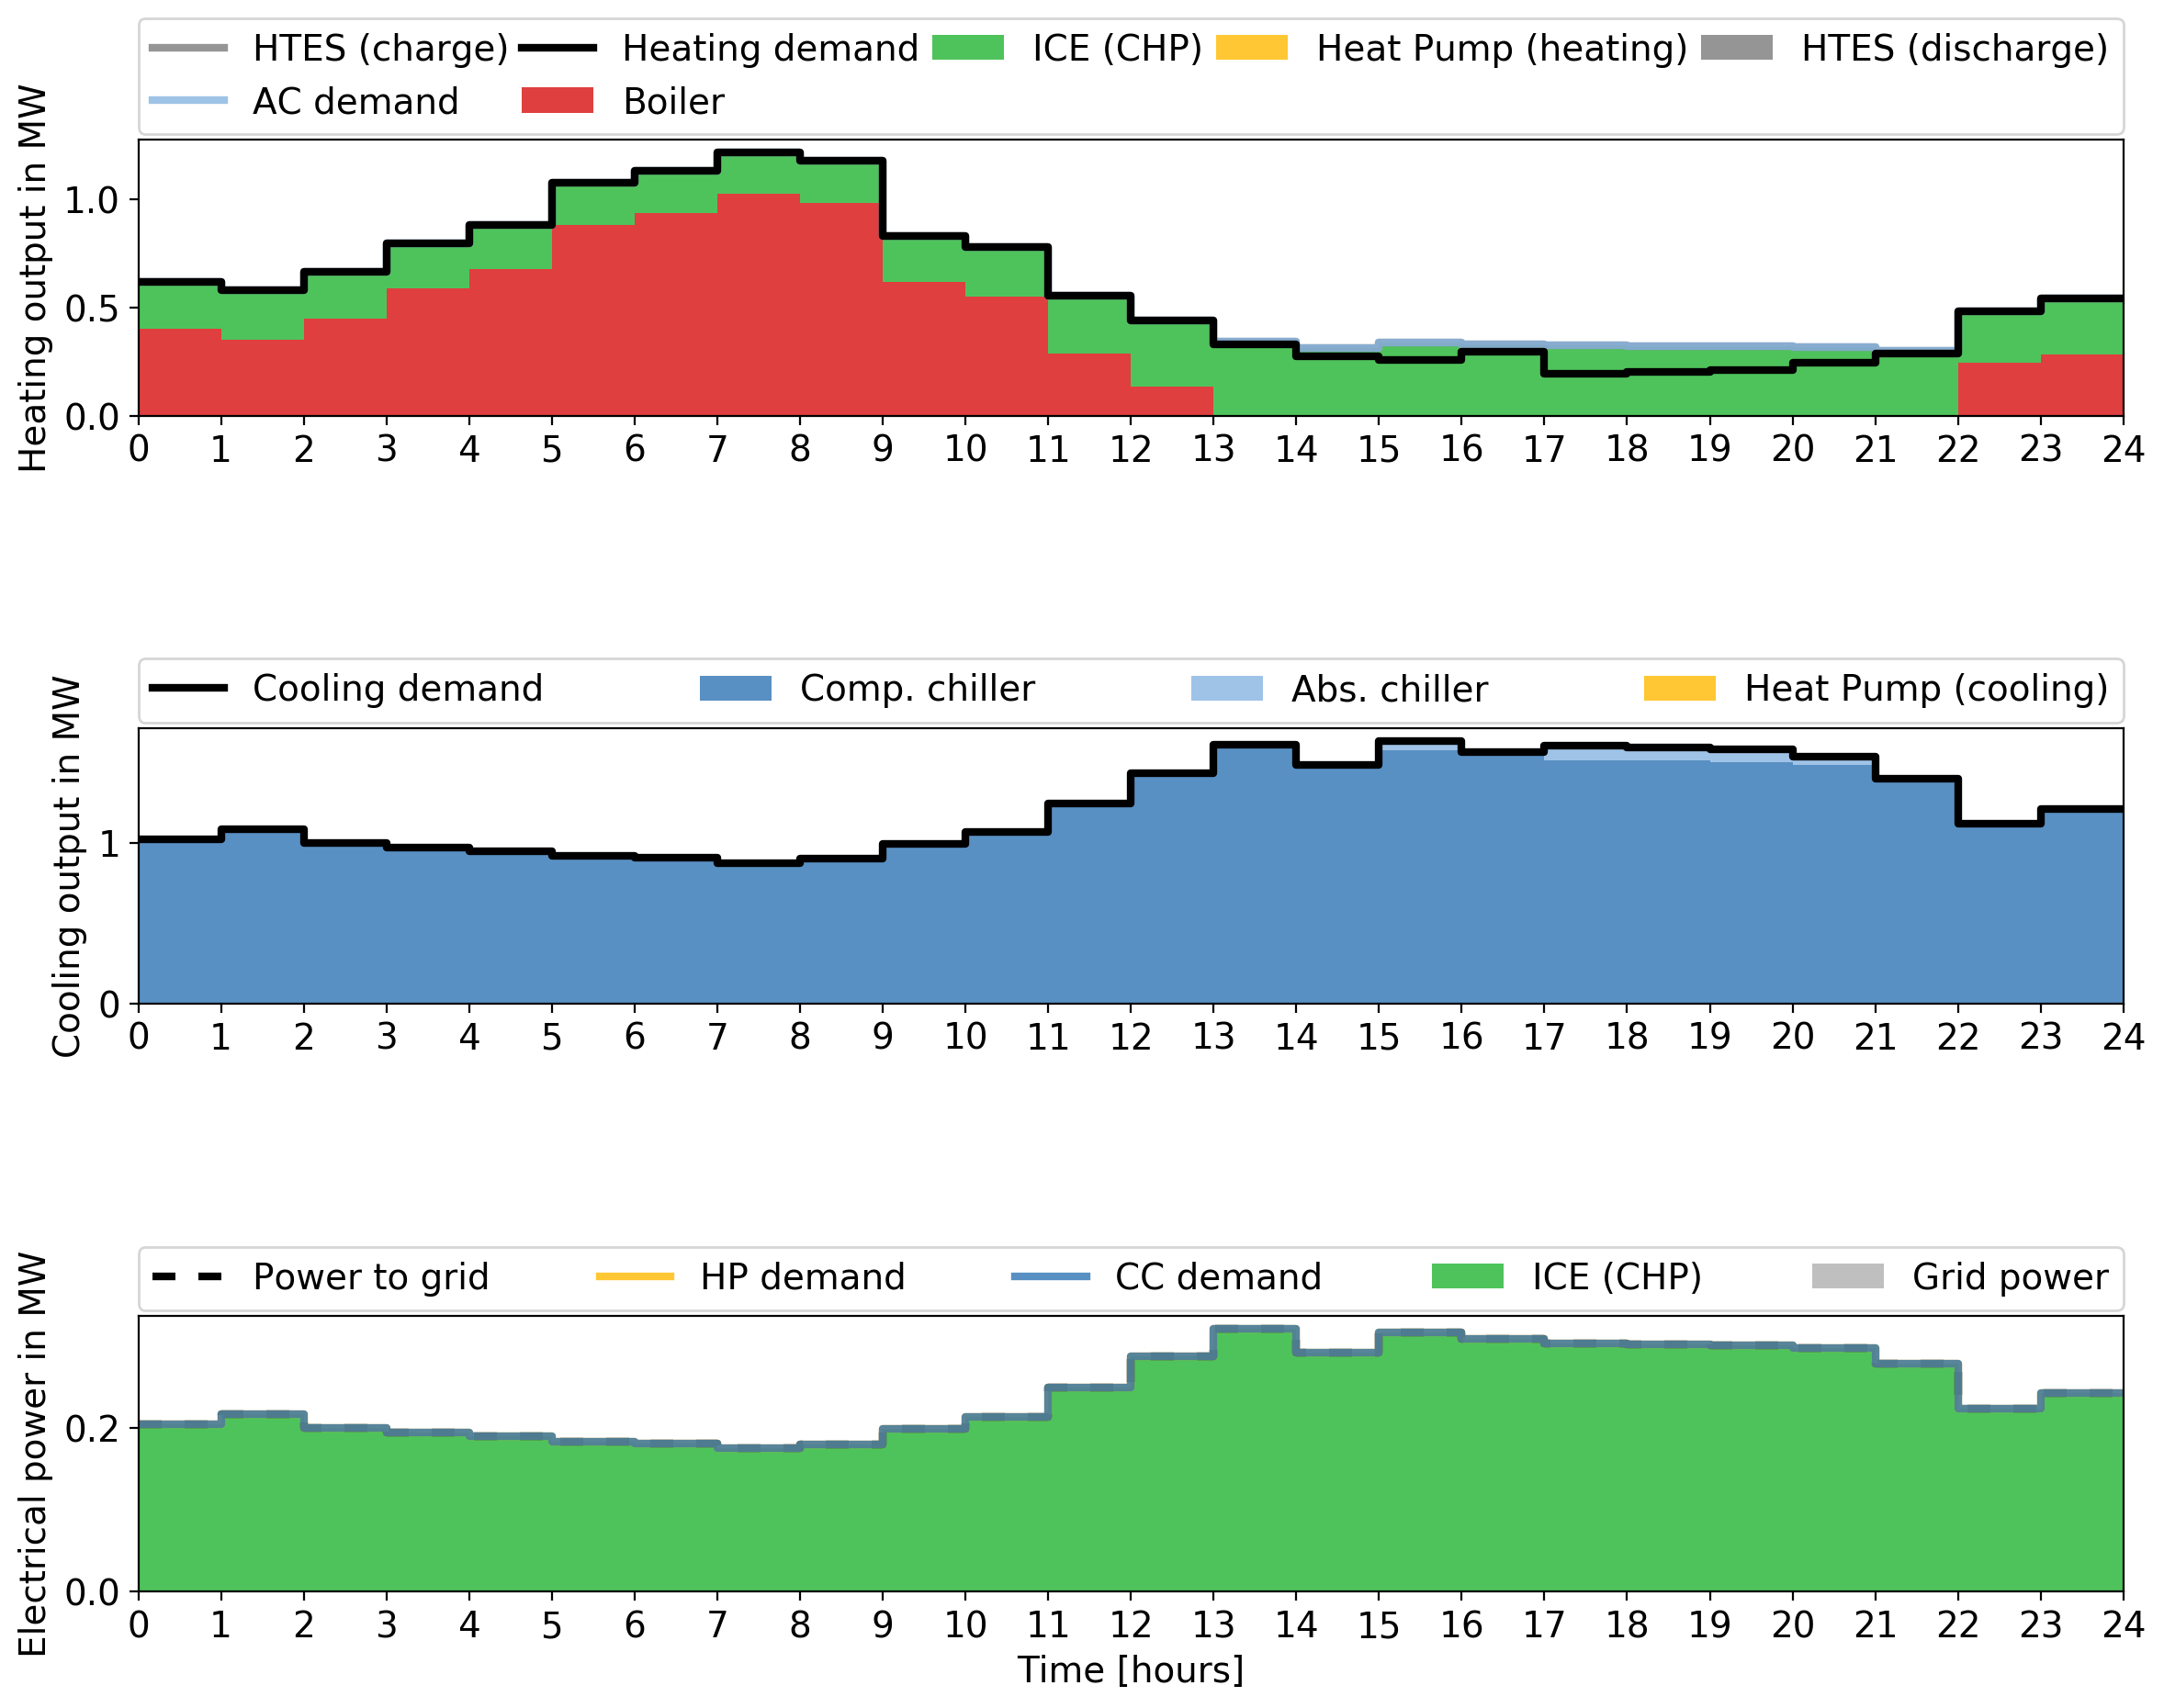 HTES (charge) Heating demand ICE (CHP) Heat Pump (heating) HTES (discharge)
AC demand Boiler
Heating output in MW
1.0
0.5
0.0
0 1 2 3 4 5 6 7 8 9 10 11 12 13 14 15 16 17 18 19 20 21 22 23 24
Cooling demand Comp. chiller Abs. chiller Heat Pump (cooling)
Cooling output in MW
1
0
0 1 2 3 4 5 6 7 8 9 10 11 12 13 14 15 16 17 18 19 20 21 22 23 24
Power to grid HP demand CC demand ICE (CHP) Grid power
Electrical power in MW
0.2
0.0
0 1 2 3 4 5 6 7 8 9 10 11 12 13 14 15 16 17 18 19 20 21 22 23 24
Time [hours]